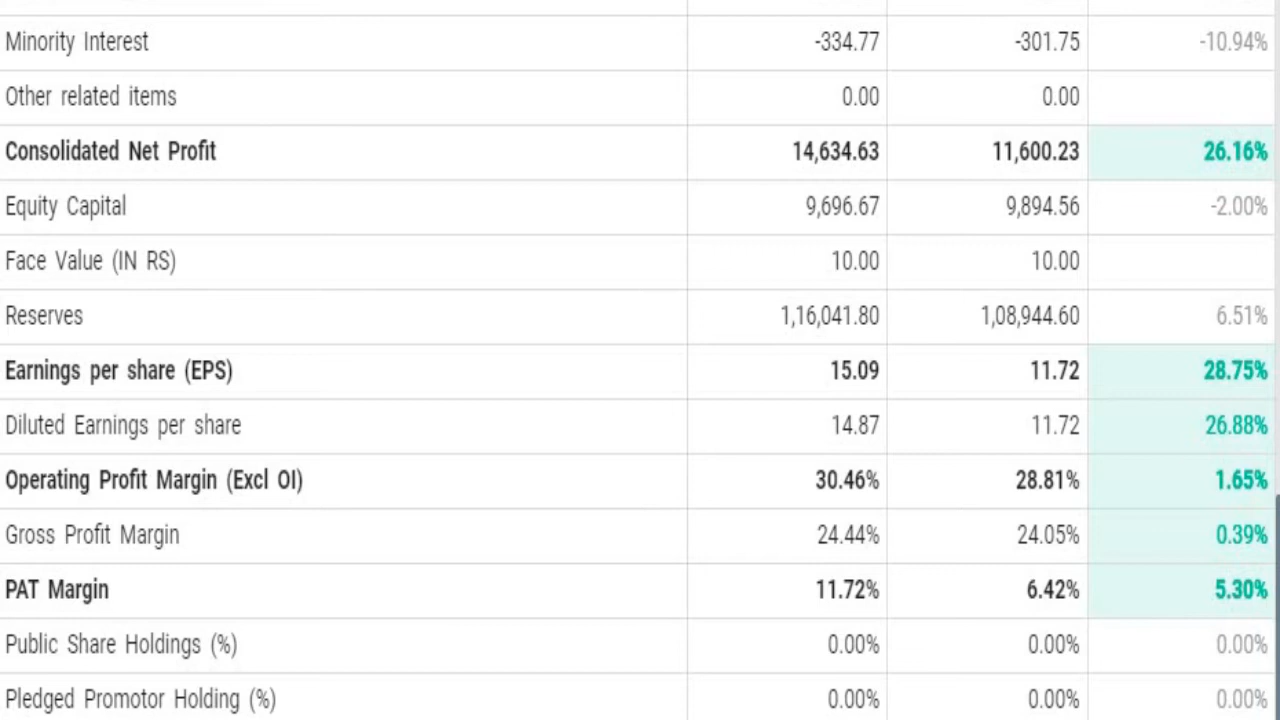 Minority Interest -334.77 -301.75 -10.94%
Other related items 0.00 0.00
Consolidated Net Profit 14,634.63 11,600.23 26.16%
Equity Capital 9,696.67 9,894.56 -2.00%
Face Value (IN RS) 10.00 10.00
Reserves 1,16,041.80 1,08,944.60 6.51%
Earnings per share (EPS) 15.09 11.72 28.75%
Diluted Earnings per share 14.87 11.72 26.88%
Operating Profit Margin (Excl OI) 30.46% 28.81% 1.65%
Gross Profit Margin 24.44% 24.05% 0.39%
PAT Margin 11.72% 6.42% 5.30%
Public Share Holdings (%) 0.00% 0.00% 0.00%
Pledged Promotor Holding (%) 0.00% 0.00% 0.00%